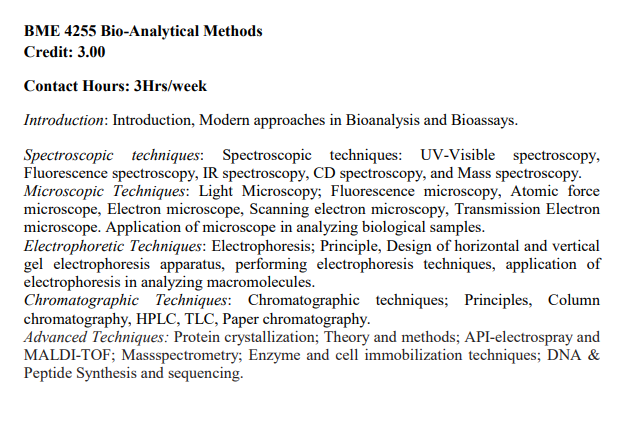 BME 4255 Bio-Analytical Methods
Credit: 3.00
Contact Hours: 3Hrs/week
Introduction: Introduction, Modern approaches in Bioanalysis and Bioassays.
Spectroscopic techniques: Spectroscopic techniques: UV-Visible spectroscopy,
Fluorescence spectroscopy, IR spectroscopy, CD spectroscopy, and Mass spectroscopy.
Microscopic Techniques: Light Microscopy; Fluorescence microscopy, Atomic force
microscope, Electron microscope, Scanning electron microscopy, Transmission Electron
microscope. Application of microscope in analyzing biological samples.
Electrophoretic Techniques: Electrophoresis; Principle, Design of horizontal and vertical
gel electrophoresis apparatus, performing electrophoresis techniques, application of
electrophoresis in analyzing macromolecules.
Chromatographic Techniques: Chromatographic techniques; Principles, Column
chromatography, HPLC, TLC, Paper chromatography.
Advanced Techniques: Protein crystallization; Theory and methods; API-electrospray and
MALDI-TOF; Massspectrometry; Enzyme and cell immobilization techniques; DNA &
Peptide Synthesis and sequencing.